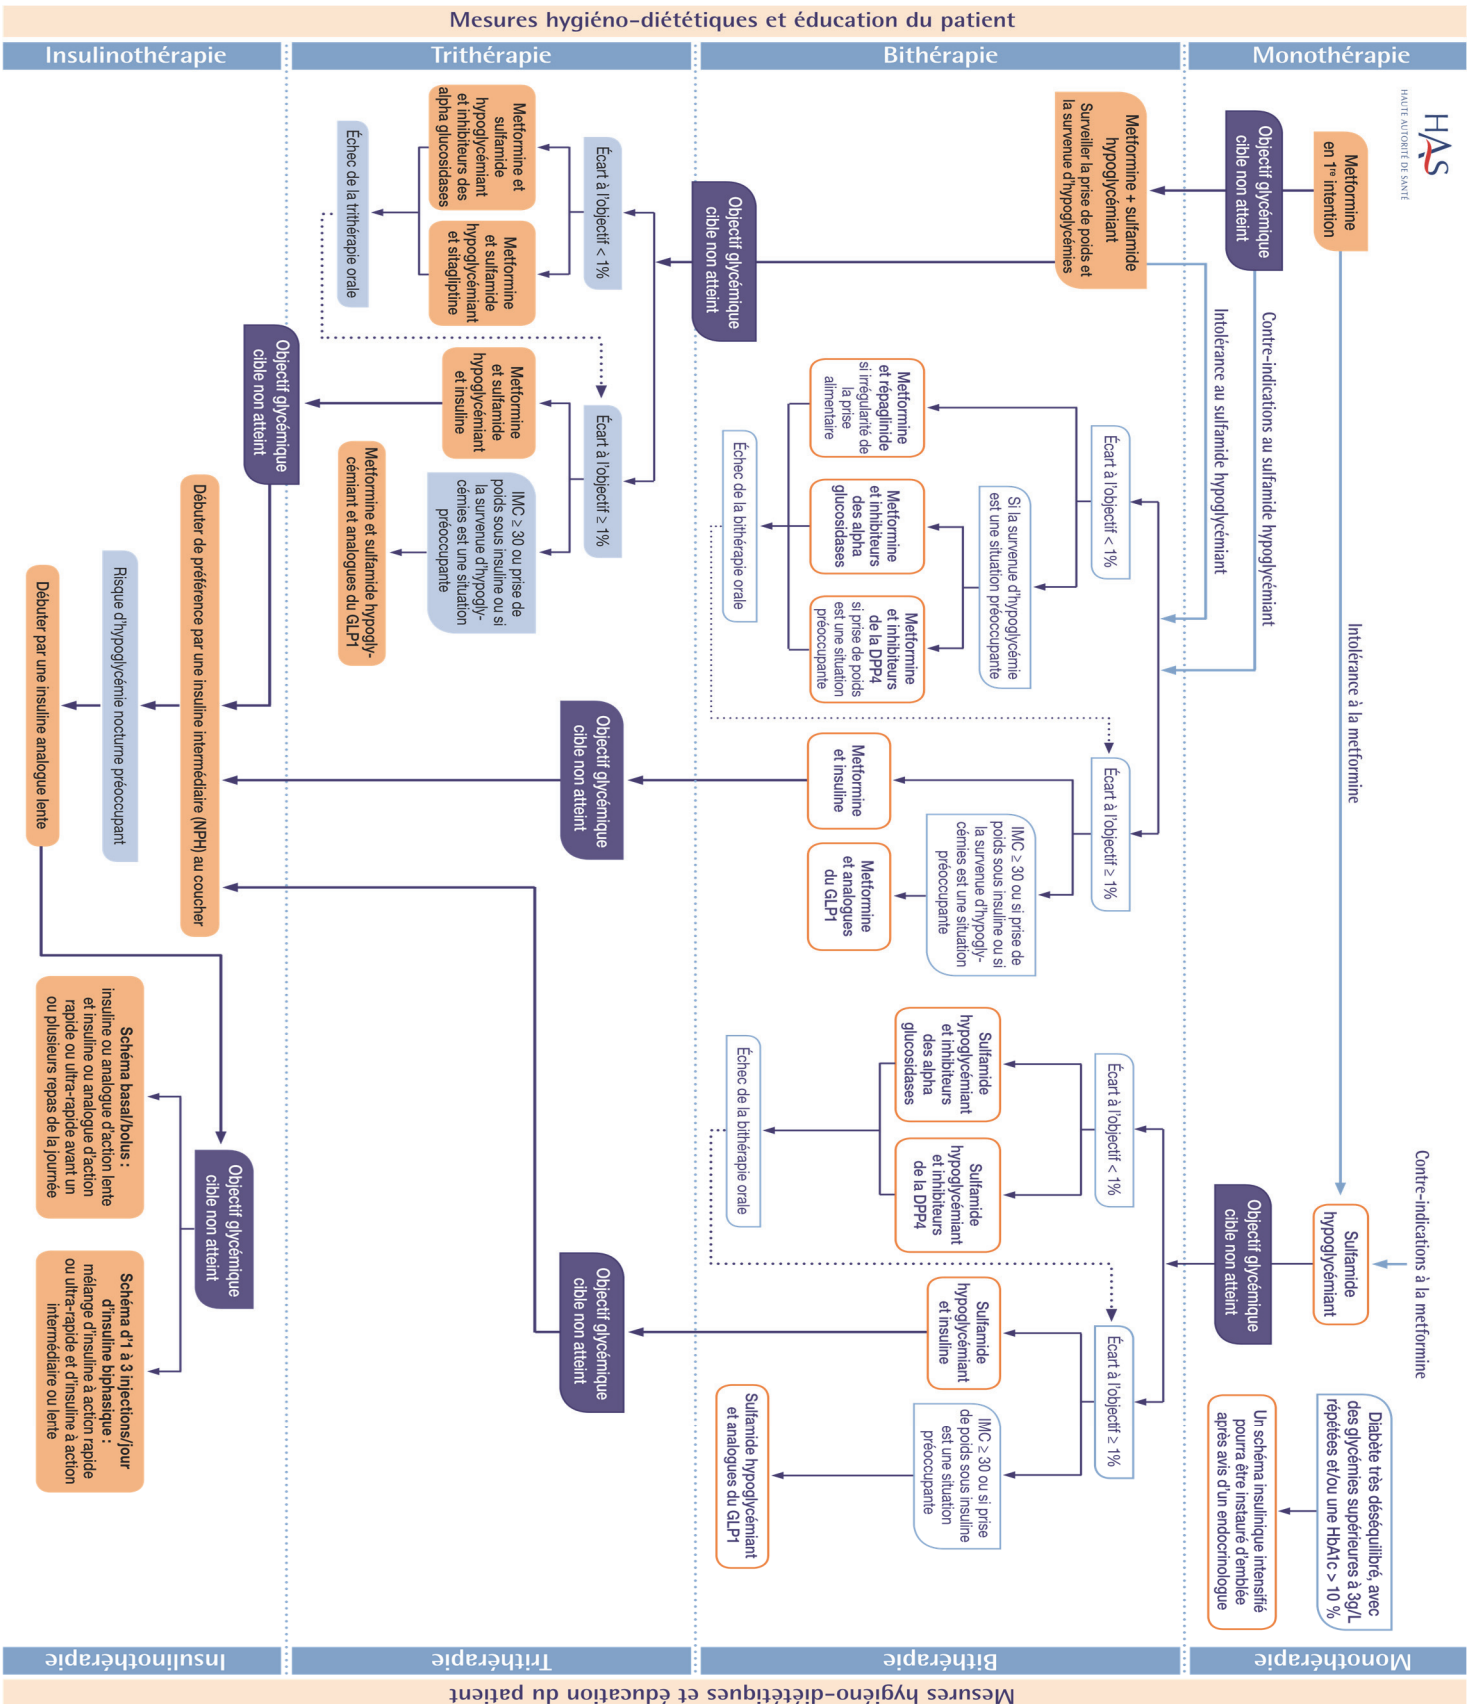 Mesures hygiéno-diététiques et éducation du patient
Insulinothérapie
Trithérapie
Bithérapie
Monothérapie
HAS
HAUTE AUTORITÉ DE SANTÉ
Metformine
en 1re intention
Intolérance à la metformine
Contre-indications à la metformine
Sulfamide
hypoglycémiant
Diabète très déséquilibré, avec
des glycémies supérieures à 3g/L
répétées et/ou une HbA1c > 10 %
Un schéma insulinique intensifié
pourra être instauré d'emblée
après avis d'un endocrinologue
Objectif glycémique
cible non atteint
Contre-indications au sulfamide hypoglycémiant
Intolérance au sulfamide hypoglycémiant
Objectif glycémique
cible non atteint
Metformine + sulfamide
hypoglycémiant
Surveiller la prise de poids et
la survenue d'hypoglycémies
Écart à l'objectif < 1%
Écart à l'objectif ≥ 1%
Écart à l'objectif < 1%
Écart à l'objectif ≥ 1%
Si la survenue d'hypoglycémie
est une situation préoccupante
IMC ≥ 30 ou si prise de
poids sous insuline ou si
la survenue d'hypogly-
cémies est une situation
préoccupante
Metformine
et répaglinide
si irrégularité de
la prise
alimentaire
Metformine
et inhibiteurs
des alpha
glucosidases
Metformine
et inhibiteurs
de la DPP4
si prise de poids
est une situation
préoccupante
Metformine
et insuline
Metformine
et analogues
du GLP1
Sulfamide
hypoglycémiant
et inhibiteurs
des alpha
glucosidases
Sulfamide
hypoglycémiant
et inhibiteurs
de la DPP4
Sulfamide
hypoglycémiant
et insuline
IMC ≥ 30 ou si prise
de poids sous insuline
est une situation
préoccupante
Échec de la bithérapie orale
Échec de la bithérapie orale
Sulfamide hypoglycémiant
et analogues du GLP1
Objectif glycémique
cible non atteint
Écart à l'objectif < 1%
Écart à l'objectif ≥ 1%
Metformine et
sulfamide
hypoglycémiant
et inhibiteurs des
alpha glucosidases
Metformine
et sulfamide
hypoglycémiant
et sitagliptine
Metformine
et sulfamide
hypoglycémiant
et insuline
IMC ≥ 30 ou prise de
poids sous insuline ou si
la survenue d'hypogly-
cémies est une situation
préoccupante
Échec de la trithérapie orale
Metformine et sulfamide hypogly-
cémiant et analogues du GLP1
Objectif glycémique
cible non atteint
Objectif glycémique
cible non atteint
Objectif glycémique
cible non atteint
Débuter de préférence par une insuline intermédiaire (NPH) au coucher
Risque d'hypoglycémie nocturne préoccupant
Débuter par une insuline analogue lente
Objectif glycémique
cible non atteint
Schéma basal/bolus :
insuline ou analogue d'action lente
et insuline ou analogue d'action
rapide ou ultra-rapide avant un
ou plusieurs repas de la journée
Schéma d'1 à 3 injections/jour
d'insuline biphasique :
mélange d'insuline à action rapide
ou ultra-rapide et d'insuline à action
intermédiaire ou lente
Insulinothérapie
Trithérapie
Bithérapie
Monothérapie
Mesures hygiéno-diététiques et éducation du patient